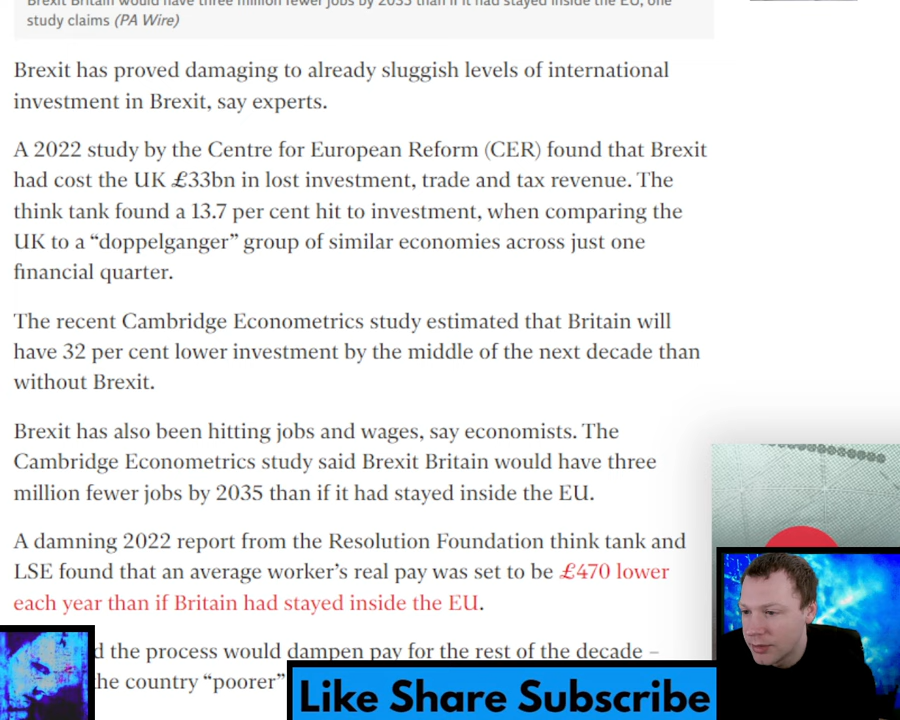 Brexit Britain would have three million fewer jobs by 2035 than if it had stayed inside the EU, one
study claims (PA Wire)
Brexit has proved damaging to already sluggish levels of international
investment in Brexit, say experts.
A 2022 study by the Centre for European Reform (CER) found that Brexit
had cost the UK £33bn in lost investment, trade and tax revenue. The
think tank found a 13.7 per cent hit to investment, when comparing the
UK to a “doppelganger” group of similar economies across just one
financial quarter.
The recent Cambridge Econometrics study estimated that Britain will
have 32 per cent lower investment by the middle of the next decade than
without Brexit.
Brexit has also been hitting jobs and wages, say economists. The
Cambridge Econometrics study said Brexit Britain would have three
million fewer jobs by 2035 than if it had stayed inside the EU.
A damning 2022 report from the Resolution Foundation think tank and
LSE found that an average worker’s real pay was set to be £470 lower
each year than if Britain had stayed inside the EU.
d the process would dampen pay for the rest of the decade –
he country “poorer”
Like Share Subscribe